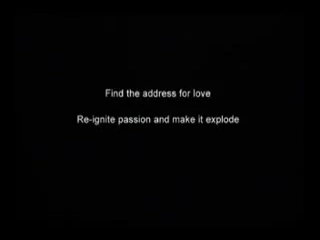 Find the address for love
Re-ignite passion and make it explode